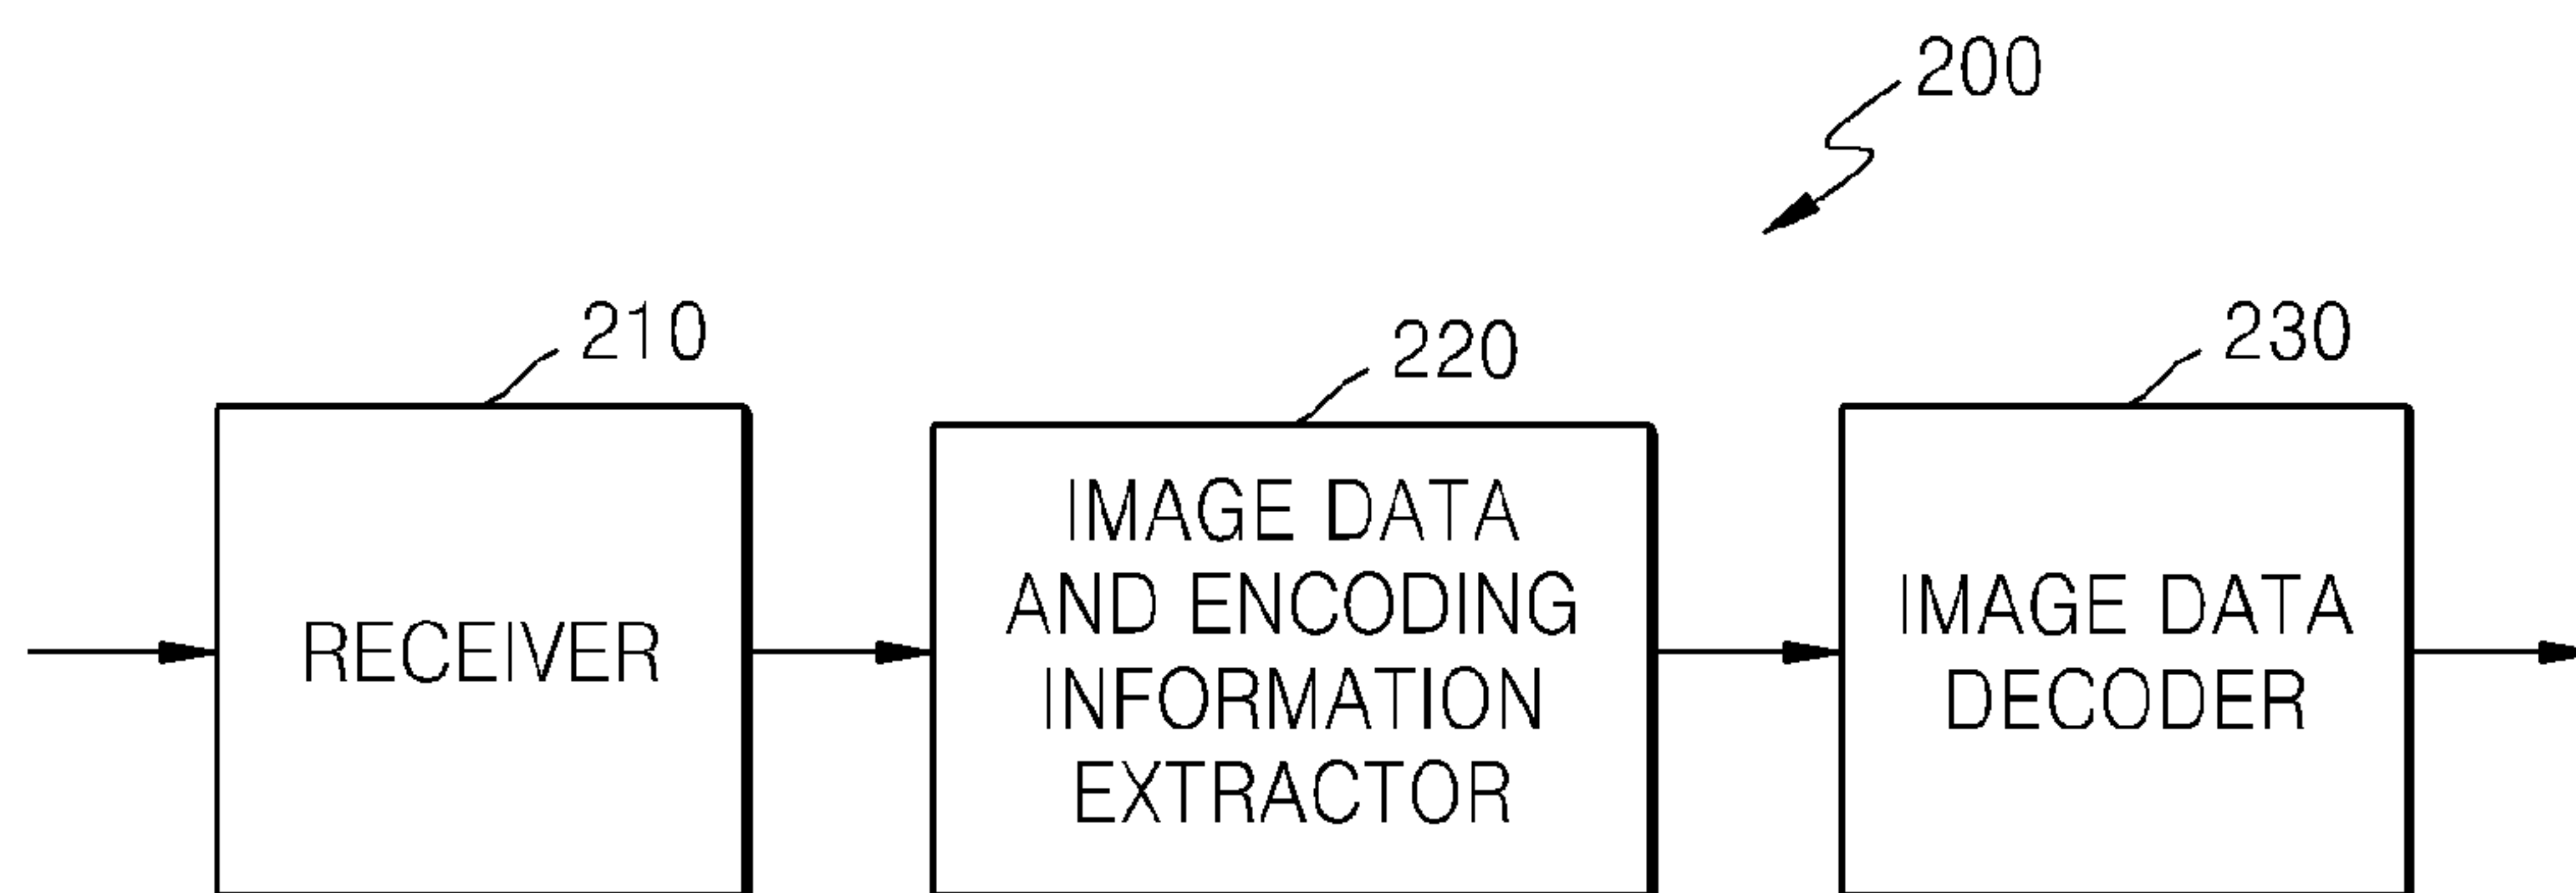 200
210
220
230
RECEIVER
IMAGE DATA
AND ENCODING
INFORMATION
EXTRACTOR
IMAGE DATA
DECODER